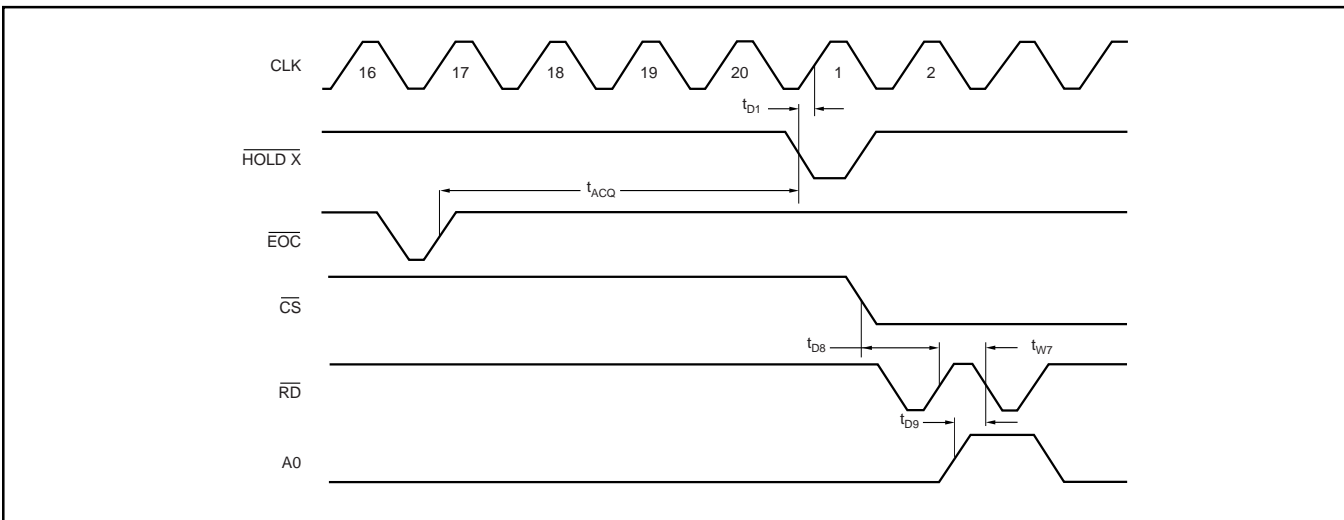 CLK
16 17 18 19 20 1 2
tD1
HOLD X
tACQ
EOC
CS
tD8 tW7
RD
tD9
A0